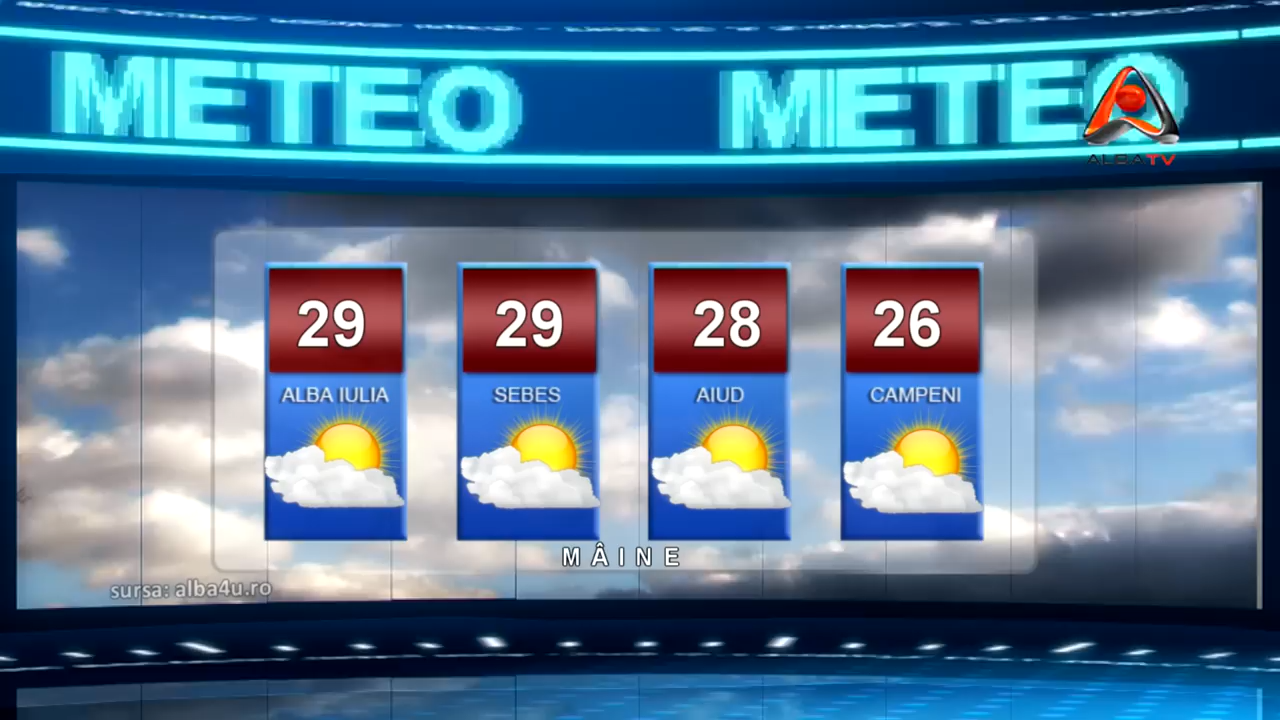 METEO METEO
ALBA TV
29 29 28 26
ALBA IULIA SEBES AIUD CAMPENI
MÂINE
sursa: alba4u.ro